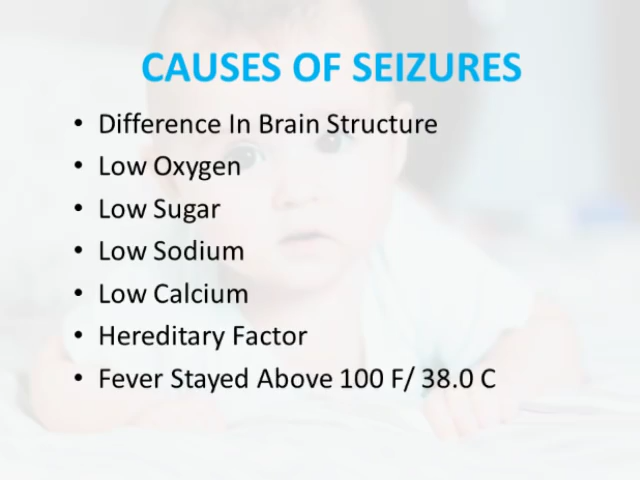 CAUSES OF SEIZURES
• Difference In Brain Structure
• Low Oxygen
• Low Sugar
• Low Sodium
• Low Calcium
• Hereditary Factor
• Fever Stayed Above 100 F/ 38.0 C